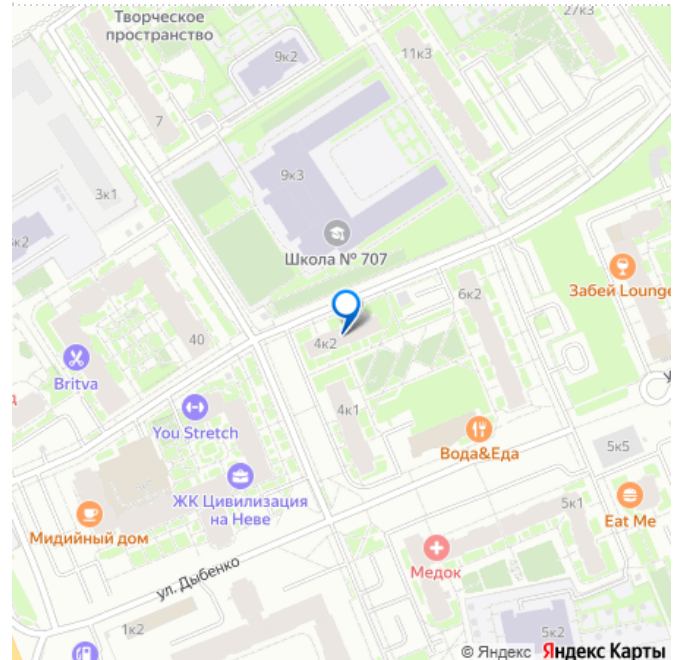 Творческое
пространство
27к3
9к2
11к3
7
9к3
3к1
Школа № 707
Забей Lounge
6к2
40
4к2
Britva
You Stretch
4к1
Вода&Еда
5к5
ЖК Цивилизация
на Неве
5к1
Eat Me
Мидийный дом
Медок
ул. Дыбенко
1к2
5к2
© Яндекс Яндекс Карты